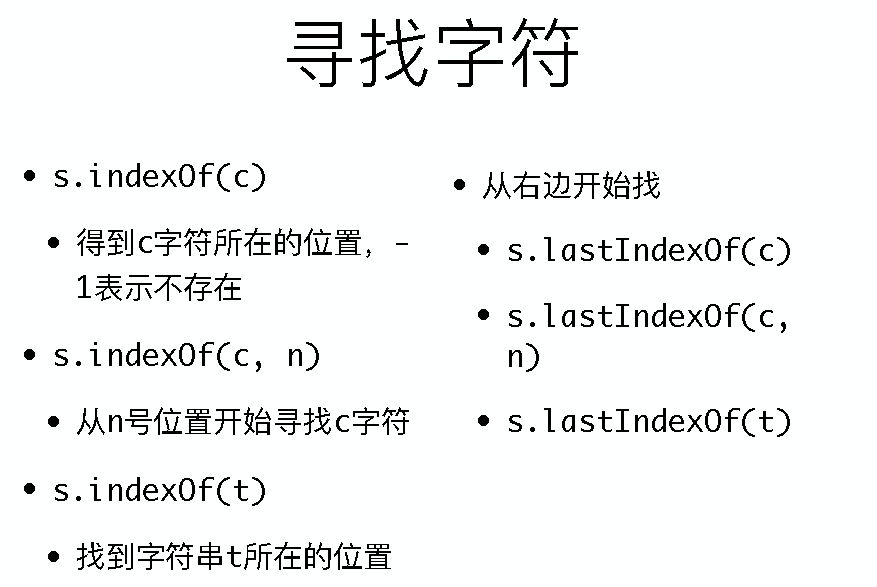 寻找字符
• s.indexOf(c)
• 得到c字符所在的位置，-
1表示不存在
• s.indexOf(c, n)
• 从n号位置开始寻找c字符
• s.indexOf(t)
• 找到字符串t所在的位置
• 从右边开始找
• s.lastIndexOf(c)
• s.lastIndexOf(c,
n)
• s.lastIndexOf(t)